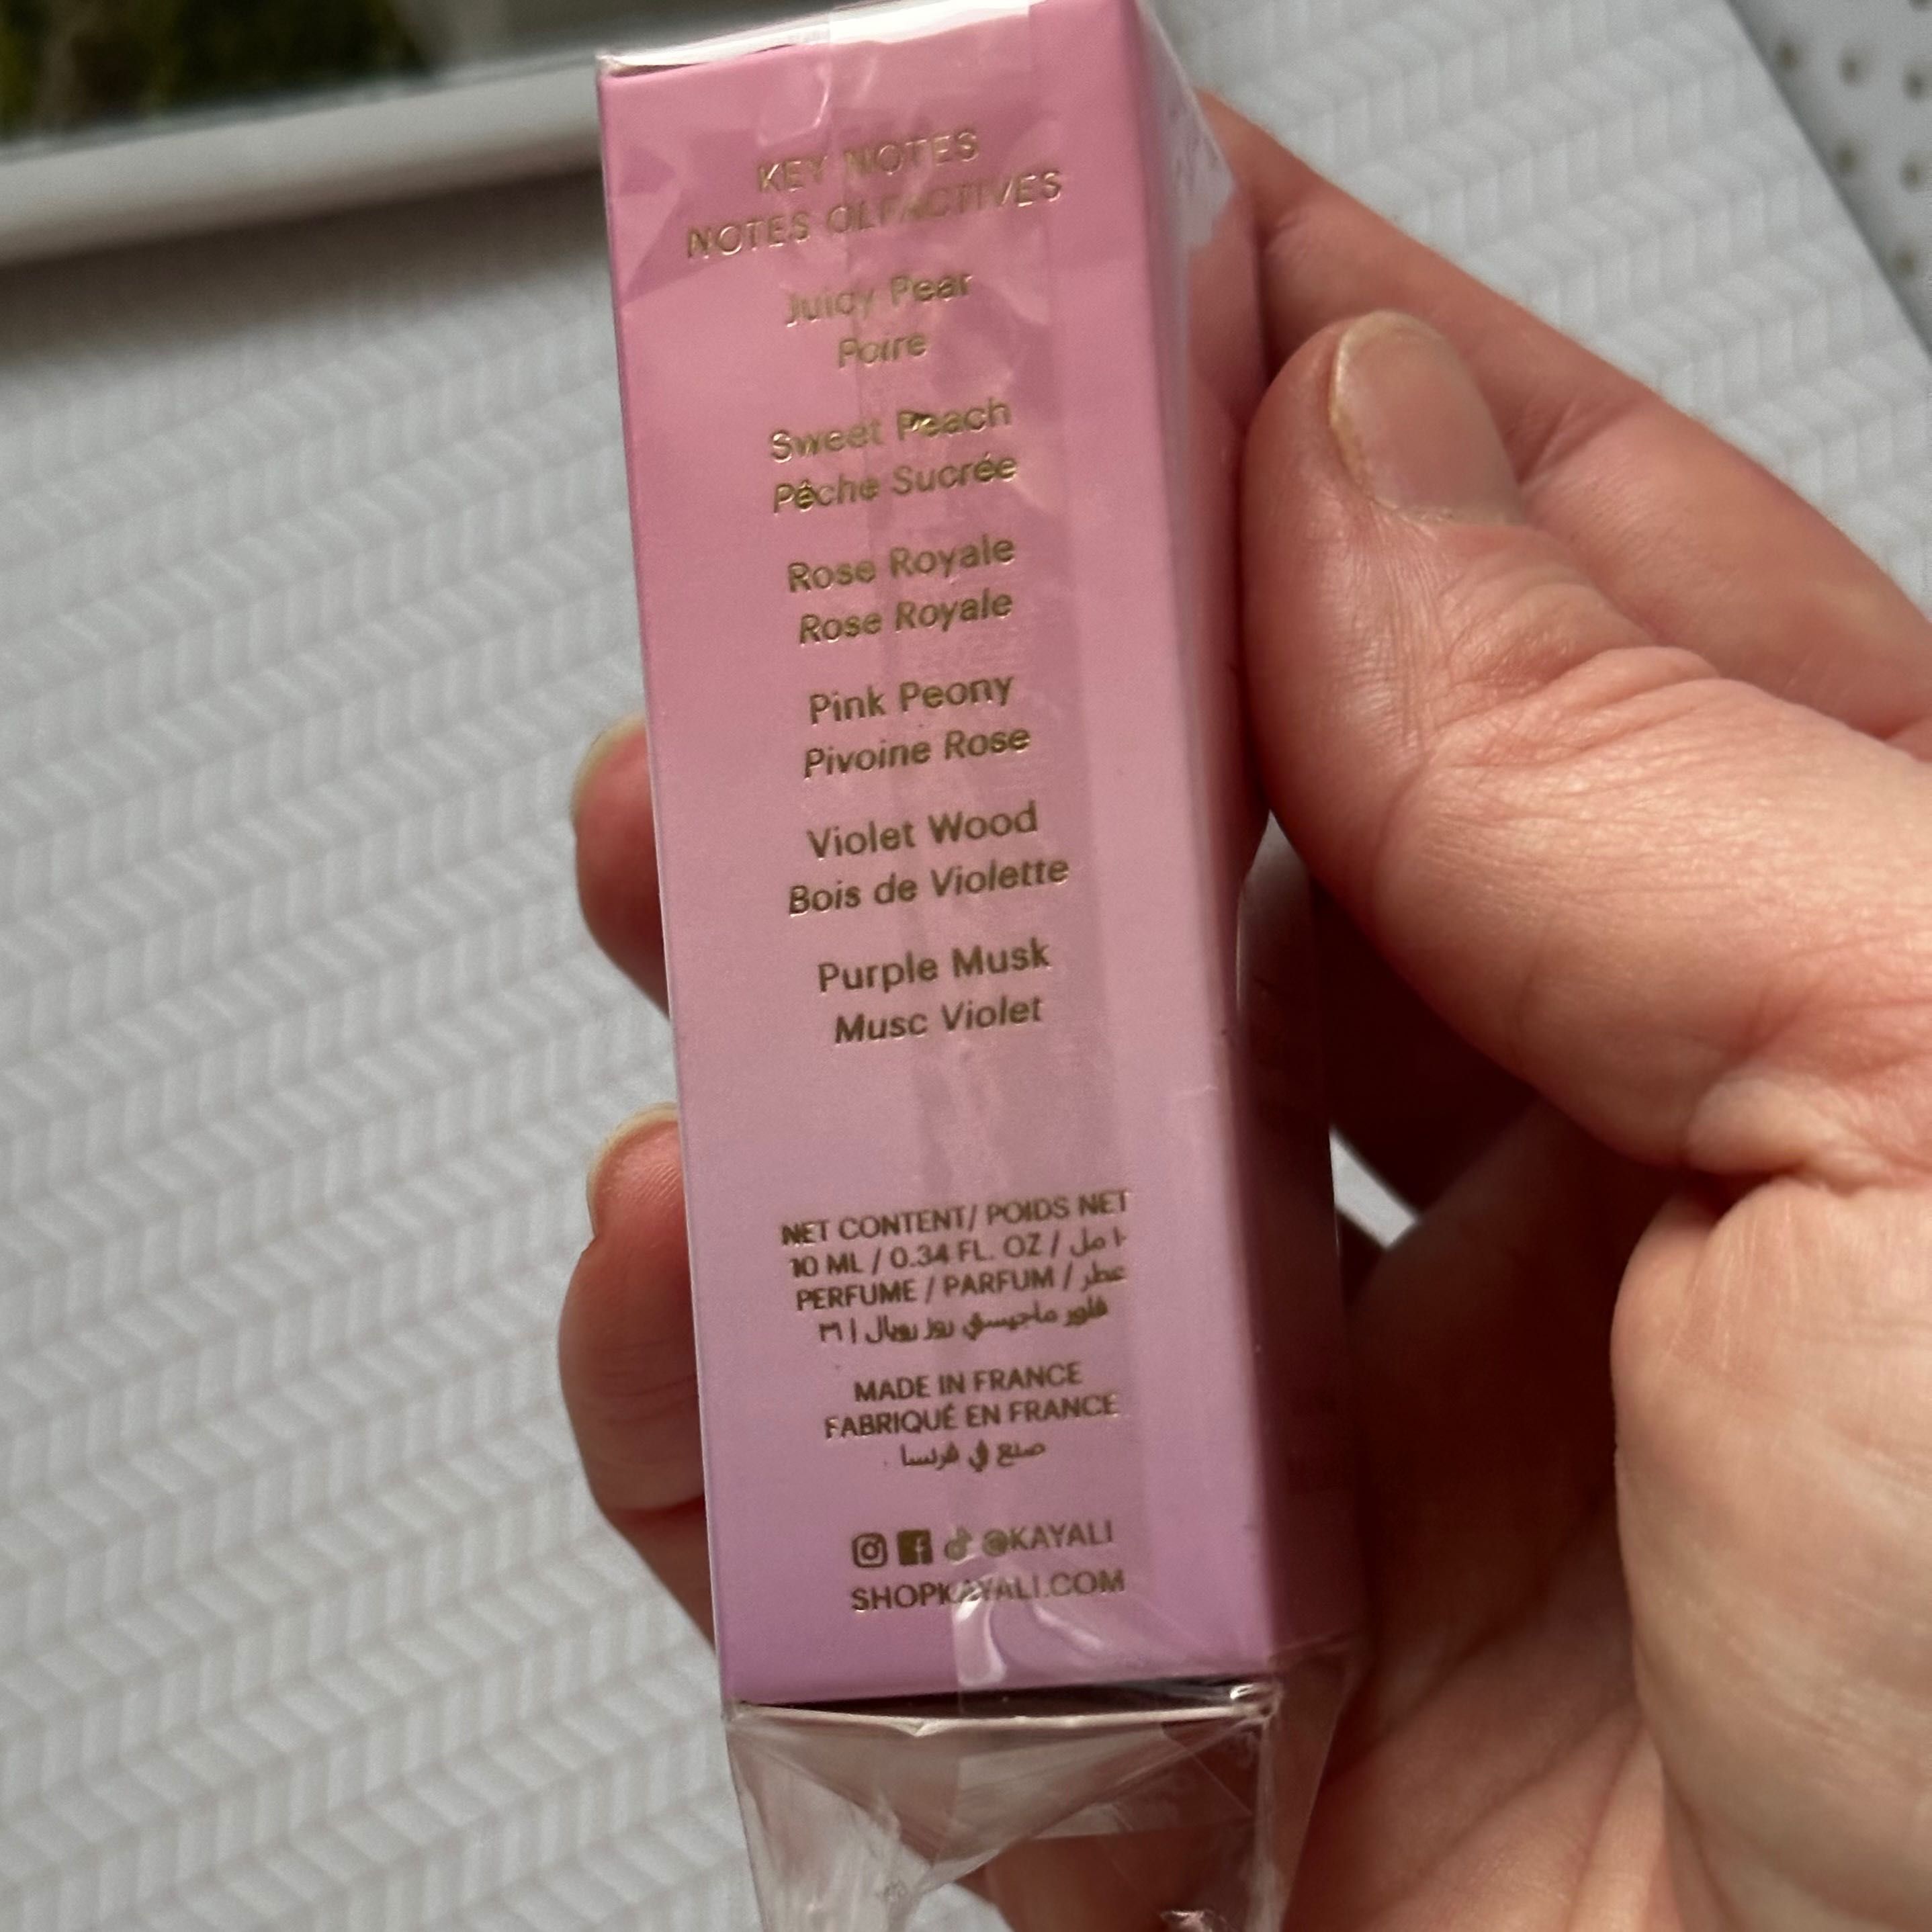 KEY NOTES
NOTES OLFACTIVES
Juicy Pear
Poire
Sweet Peach
Pêche Sucrée
Rose Royale
Rose Royale
Pink Peony
Pivoine Rose
Violet Wood
Bois de Violette
Purple Musk
Musc Violet
NET CONTENT/ POIDS NET
10 ML / 0.34 FL. OZ / ١٠ مل
PERFUME / PARFUM / عطر
فلور ماجيستي روز رويال | ٣١
MADE IN FRANCE
FABRIQUÉ EN FRANCE
صنع في فرنسا
@KAYALI
SHOPKAYALI.COM